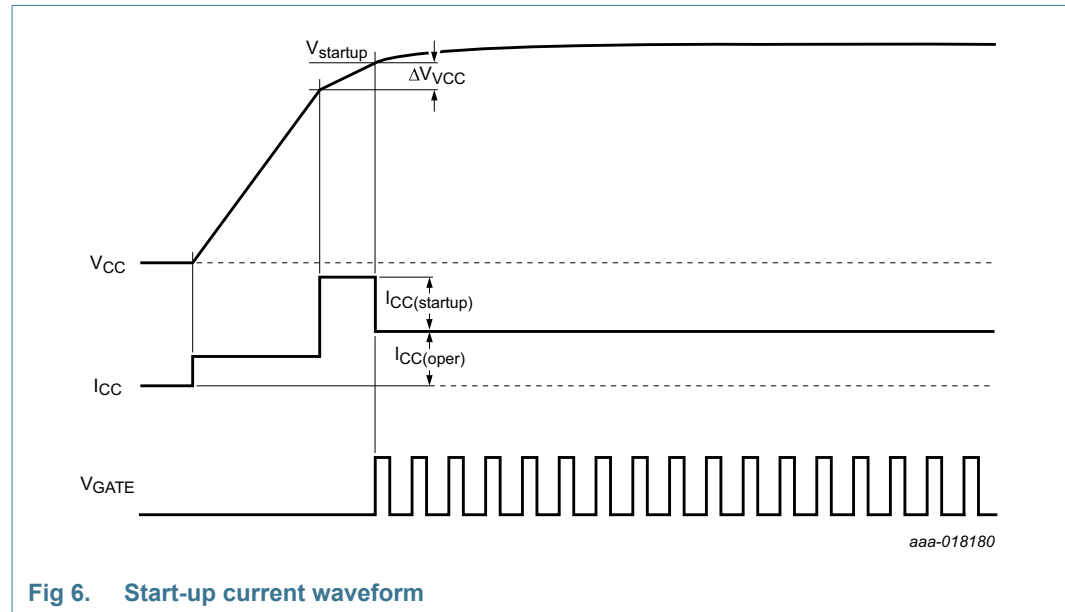 Vstartup
ΔVVCC
VCC
ICC(startup)
ICC(oper)
ICC
VGATE
aaa-018180
Fig 6. Start-up current waveform